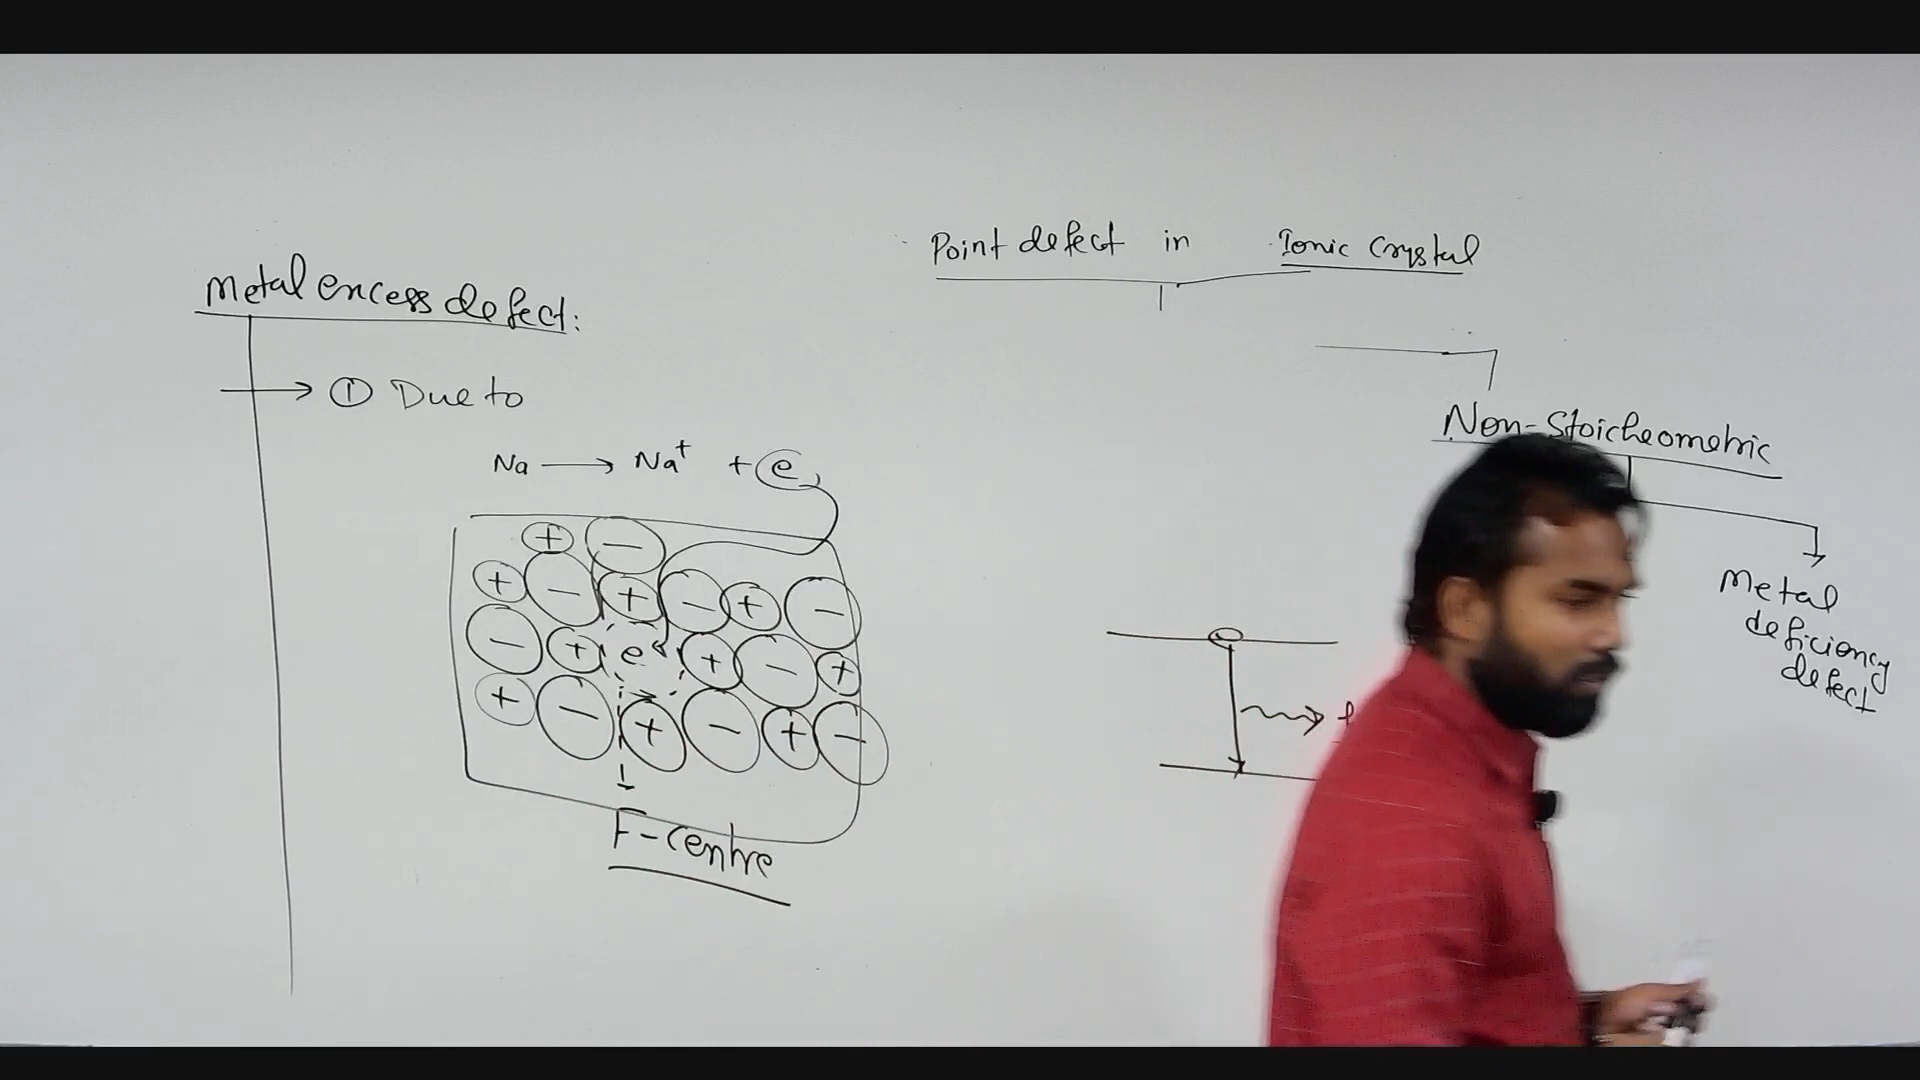 Point defect in Ionic Crystal
Metal excess defect:
① Due to
Na → Na⁺ + e
Non-Stoicheometric
Metal
deficiency
defect
+ −
+ − + − + −
− + e + − +
+ − + − + −
F-centre